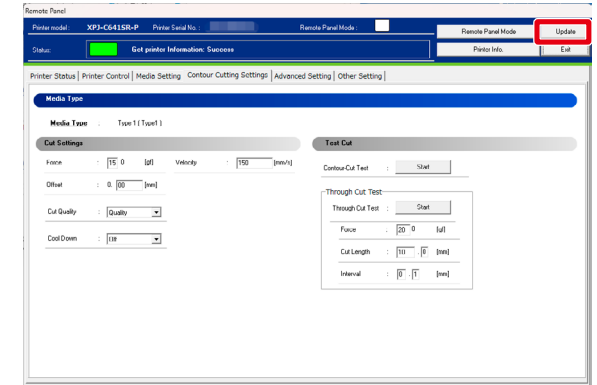 Remote Panel
Printer model : XPJ-C641SR-P Printer Serial No. : Remote Panel Mode :
Remote Panel Mode Update
Status: Get printer Information: Success
Printer Info. Exit
Printer Status Printer Control Media Setting Contour Cutting Settings Advanced Setting Other Setting
Media Type
Media Type : Type 1 ( Type1 )
Cut Settings Test Cut
Force : 15 0 [gf] Velocity : 150 [mm/s]
Contour-Cut Test : Start
Offset : 0. 00 [mm]
Through Cut Test
Cut Quality : Quality
Through Cut Test : Start
Force : 20 0 [gf]
Cool Down : Off
Cut Length : 10 . 0 [mm]
Interval : 0 . 1 [mm]